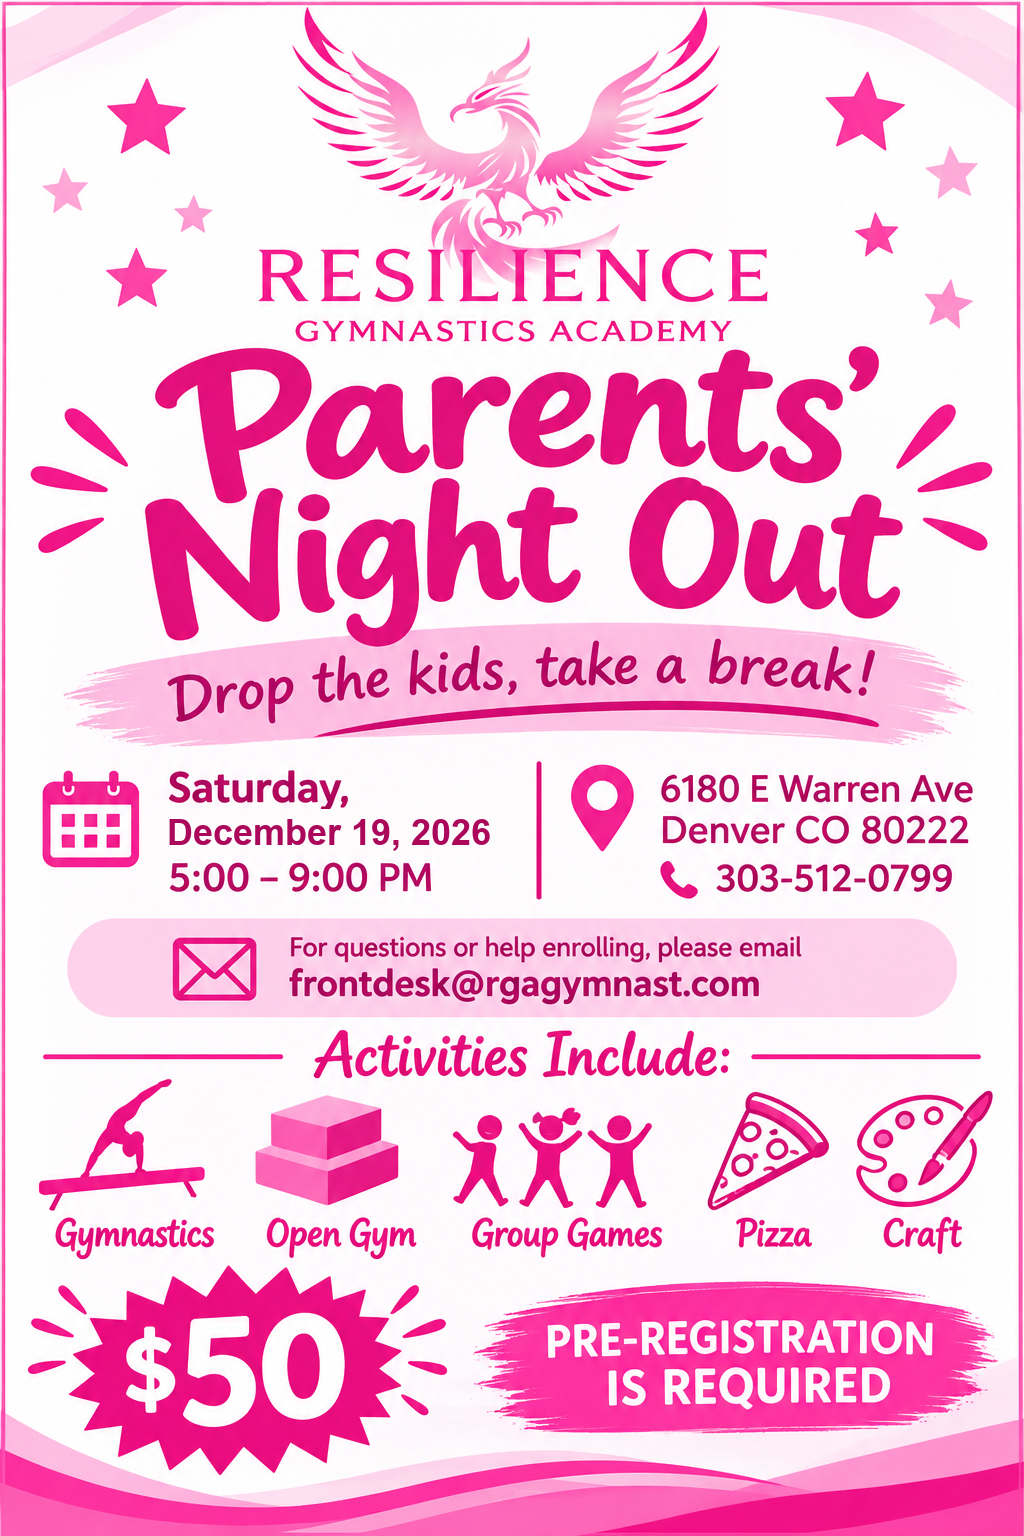 RESILIENCE
GYMNASTICS ACADEMY
Parents'
Night Out
Drop the kids, take a break!
Saturday,
December 19, 2026
5:00 – 9:00 PM
6180 E Warren Ave
Denver CO 80222
303-512-0799
For questions or help enrolling, please email
frontdesk@rgagymnast.com
Activities Include:
Gymnastics
Open Gym
Group Games
Pizza
Craft
$50
PRE-REGISTRATION
IS REQUIRED